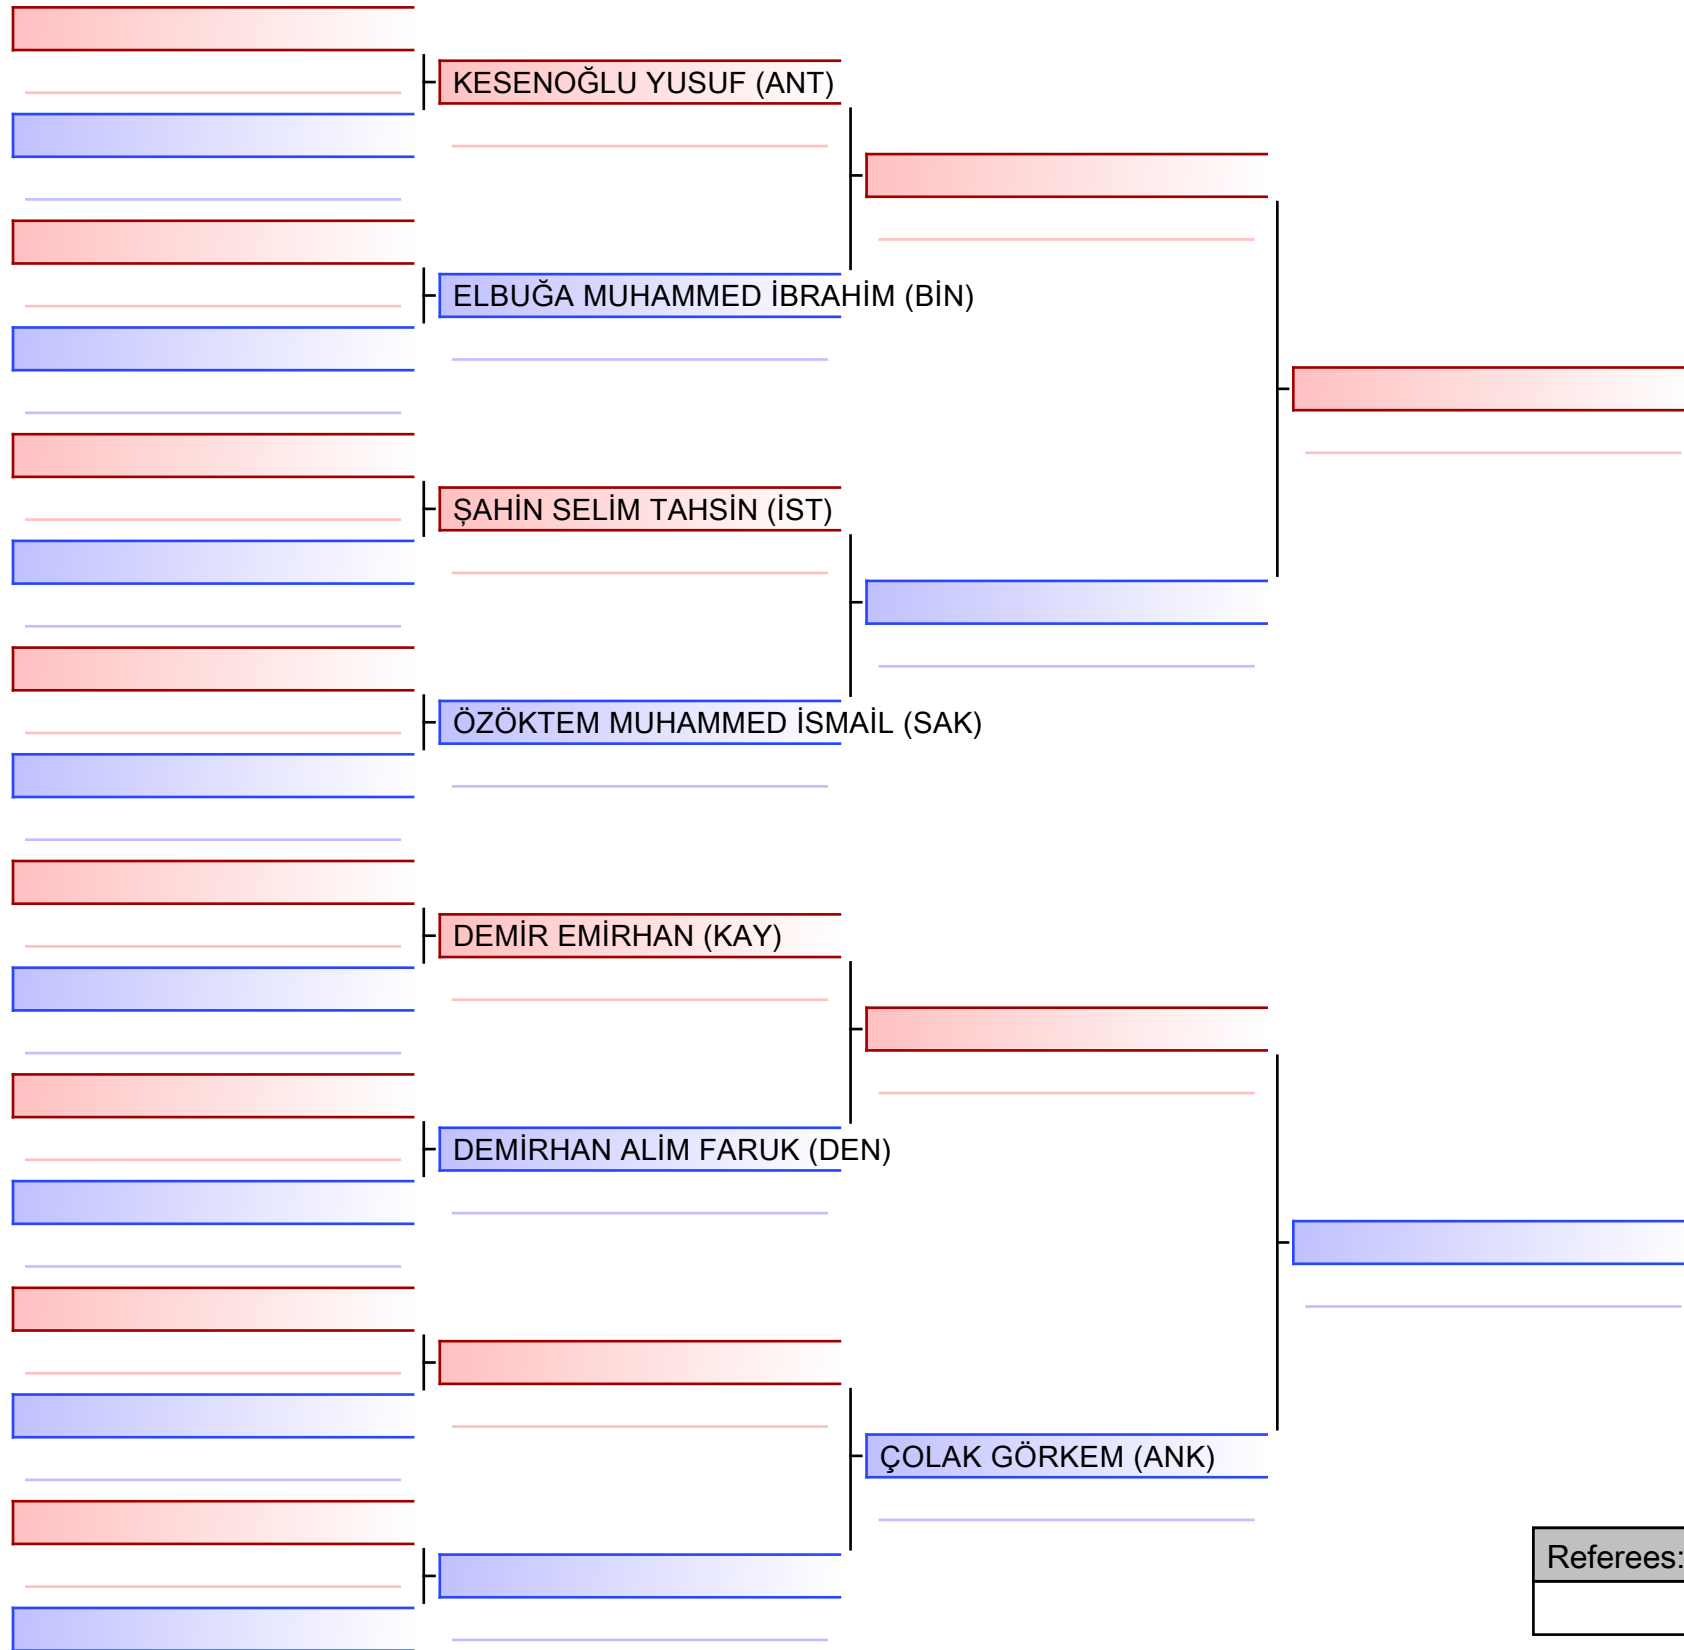 KESENOĞLU YUSUF (ANT)
ELBUĞA MUHAMMED İBRAHİM (BİN)
ŞAHİN SELİM TAHSİN (İST)
ÖZÖKTEM MUHAMMED İSMAİL (SAK)
DEMİR EMİRHAN (KAY)
DEMİRHAN ALİM FARUK (DEN)
ÇOLAK GÖRKEM (ANK)
Referees: